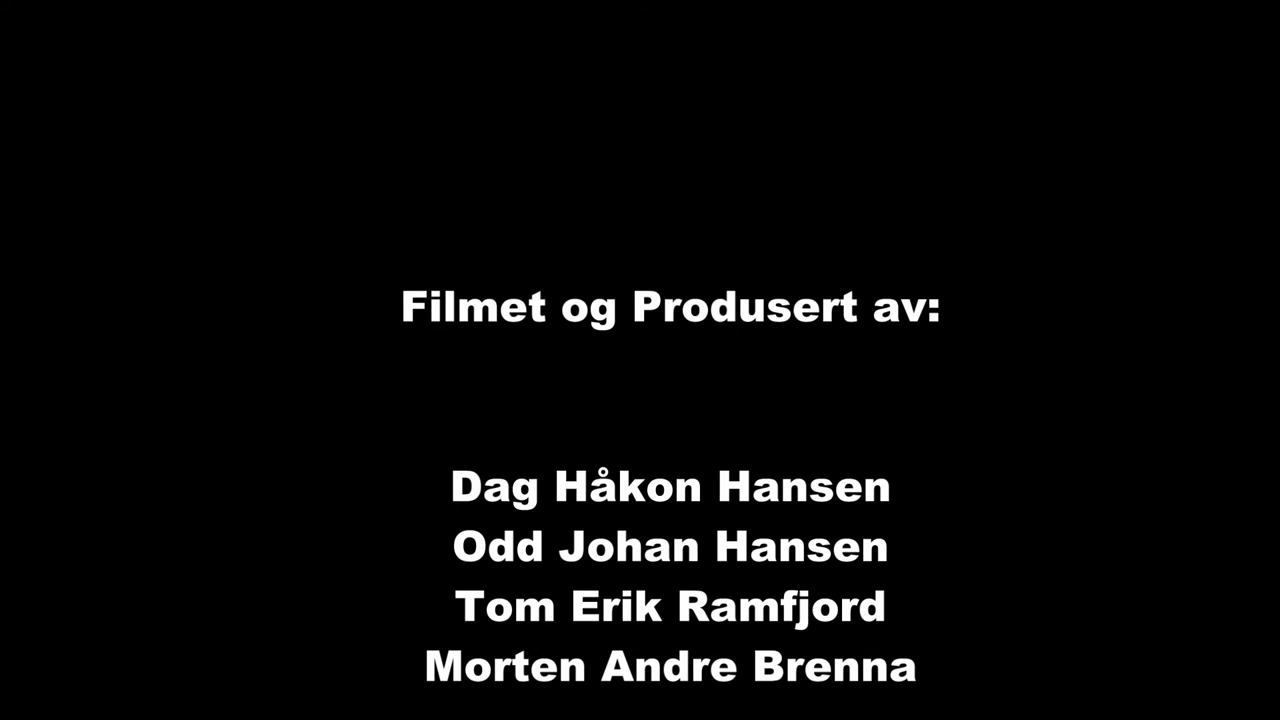 Filmet og Produsert av:
Dag Håkon Hansen
Odd Johan Hansen
Tom Erik Ramfjord
Morten Andre Brenna